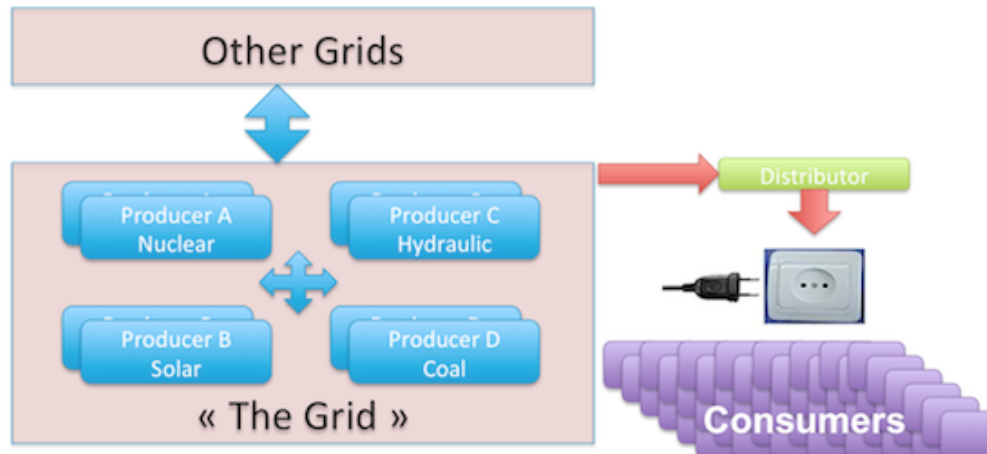 Other Grids
Producer A
Nuclear
Producer C
Hydraulic
Producer B
Solar
Producer D
Coal
« The Grid »
Distributor
Consumers